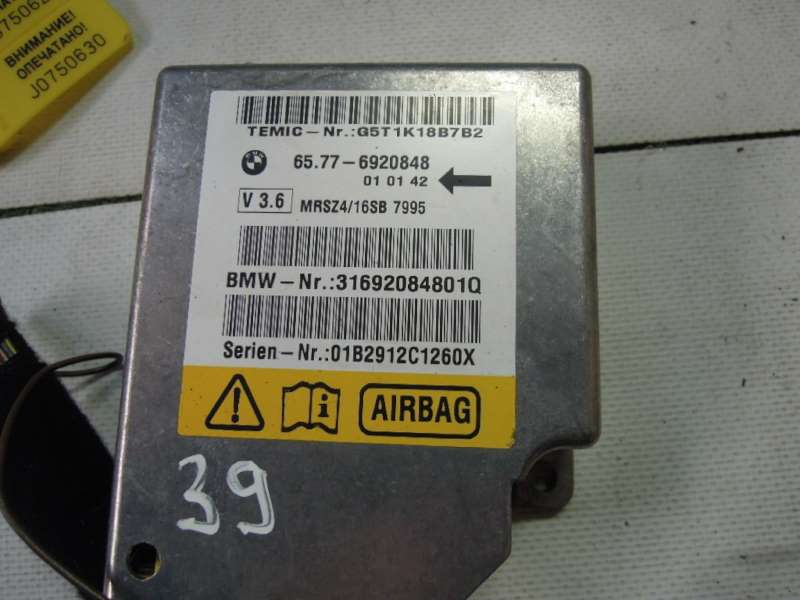 J075062
ВНИМАНИЕ!
ОПЕЧАТАНО!
J0750630
TEMIC-Nr.:G5T1K18B7B2
65.77-6920848
01 01 42
V 3.6 MRSZ4/16SB 7995
BMW-Nr.:31692084801Q
Serien-Nr.:01B2912C1260X
AIRBAG
39